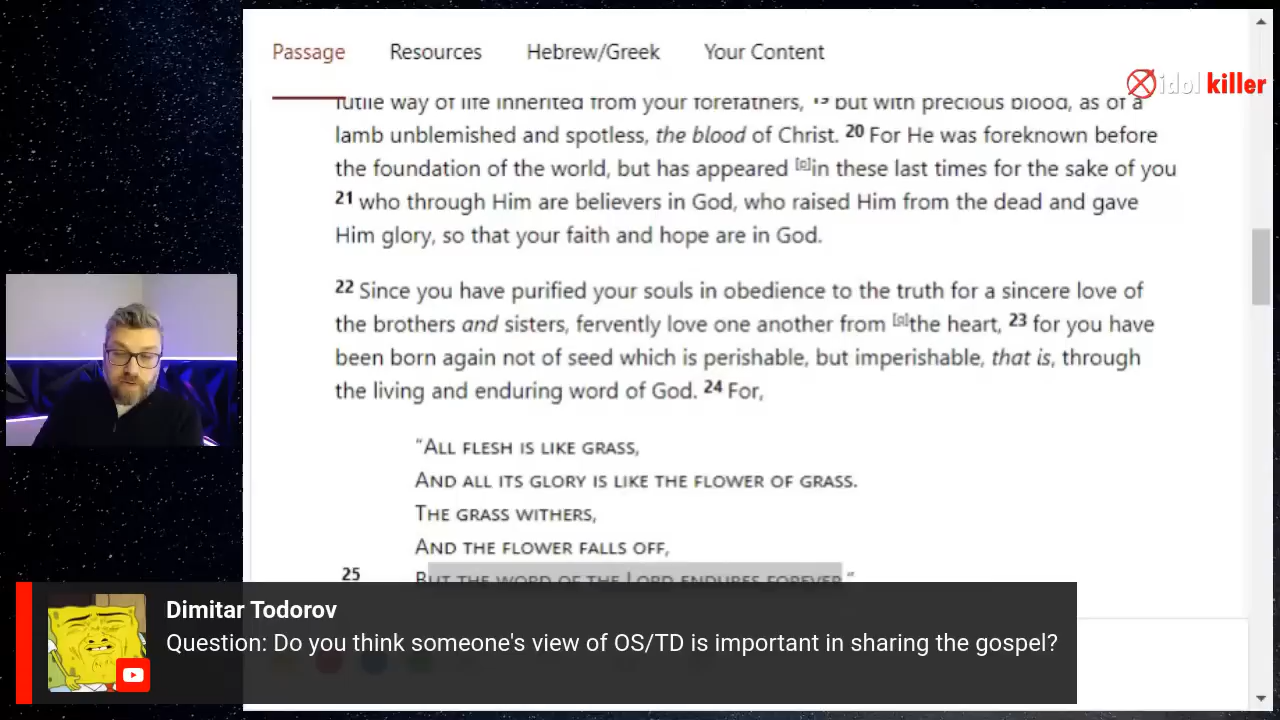 Passage Resources Hebrew/Greek Your Content
idol killer
futile way of life inherited from your forefathers, 19 but with precious blood, as of a
lamb unblemished and spotless, the blood of Christ. 20 For He was foreknown before
the foundation of the world, but has appeared in these last times for the sake of you
21 who through Him are believers in God, who raised Him from the dead and gave
Him glory, so that your faith and hope are in God.
22 Since you have purified your souls in obedience to the truth for a sincere love of
the brothers and sisters, fervently love one another from the heart, 23 for you have
been born again not of seed which is perishable, but imperishable, that is, through
the living and enduring word of God. 24 For,
“ALL FLESH IS LIKE GRASS,
AND ALL ITS GLORY IS LIKE THE FLOWER OF GRASS.
THE GRASS WITHERS,
AND THE FLOWER FALLS OFF,
25 BUT THE WORD OF THE LORD ENDURES FOREVER.”
Dimitar Todorov
Question: Do you think someone's view of OS/TD is important in sharing the gospel?